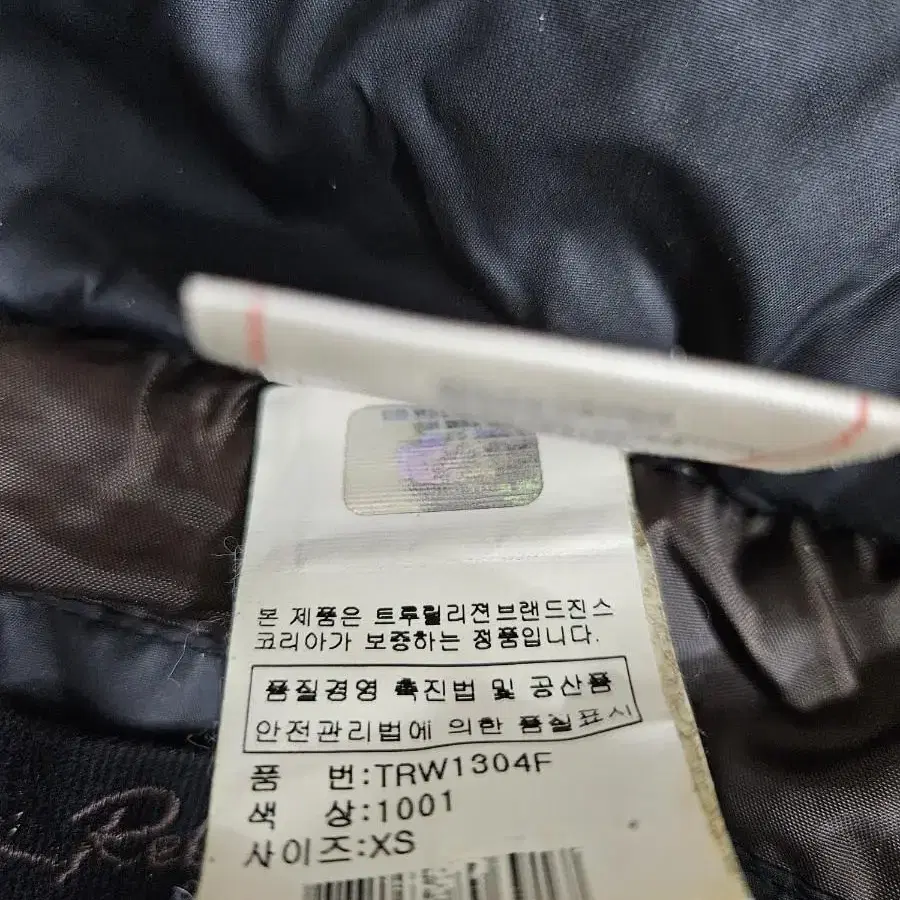 본 제품은 트루릴리젼브랜드진스
코리아가 보증하는 정품입니다.
품질경영 촉진법 및 공산품
안전관리법에 의한 품질표시
품 번:TRW1304F
색 상:1001
사이즈:XS